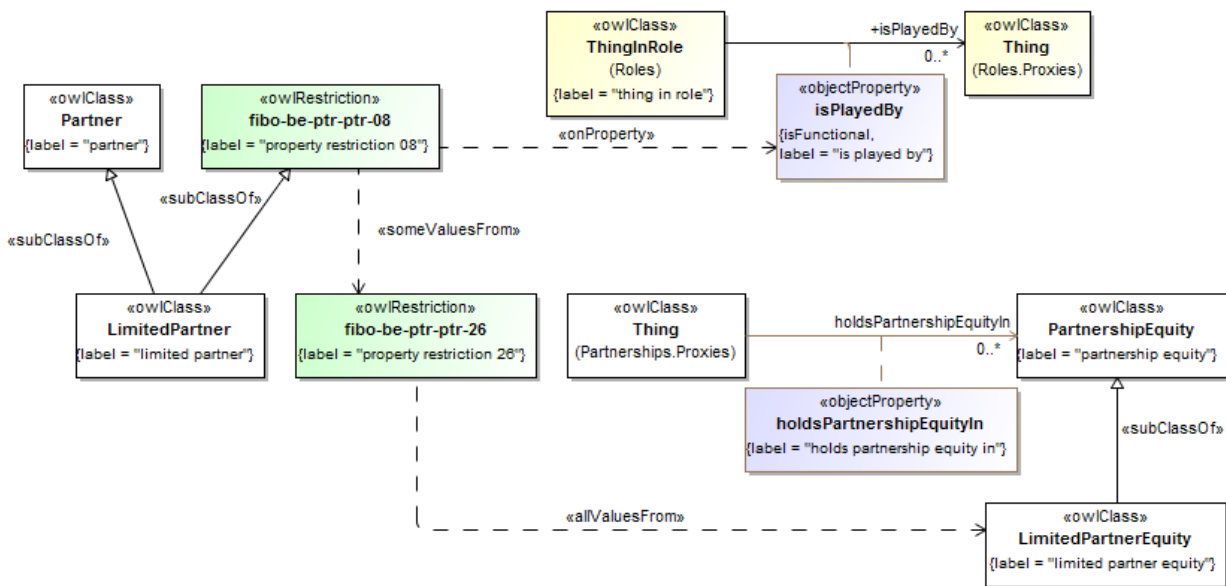 «owlClass»
ThingInRole
(Roles)
{label = "thing in role"}
+isPlayedBy
0..*
«owlClass»
Thing
(Roles.Proxies)
«owlClass»
Partner
{label = "partner"}
«owlRestriction»
fibo-be-ptr-ptr-08
{label = "property restriction 08"}
«onProperty»
«objectProperty»
isPlayedBy
{isFunctional,
label = "is played by"}
«subClassOf»
«subClassOf»
«someValuesFrom»
«owlClass»
LimitedPartner
{label = "limited partner"}
«owlRestriction»
fibo-be-ptr-ptr-26
{label = "property restriction 26"}
«owlClass»
Thing
(Partnerships.Proxies)
holdsPartnershipEquityIn
0..*
«owlClass»
PartnershipEquity
{label = "partnership equity"}
«objectProperty»
holdsPartnershipEquityIn
{label = "holds partnership equity in"}
«subClassOf»
«allValuesFrom»
«owlClass»
LimitedPartnerEquity
{label = "limited partner equity"}